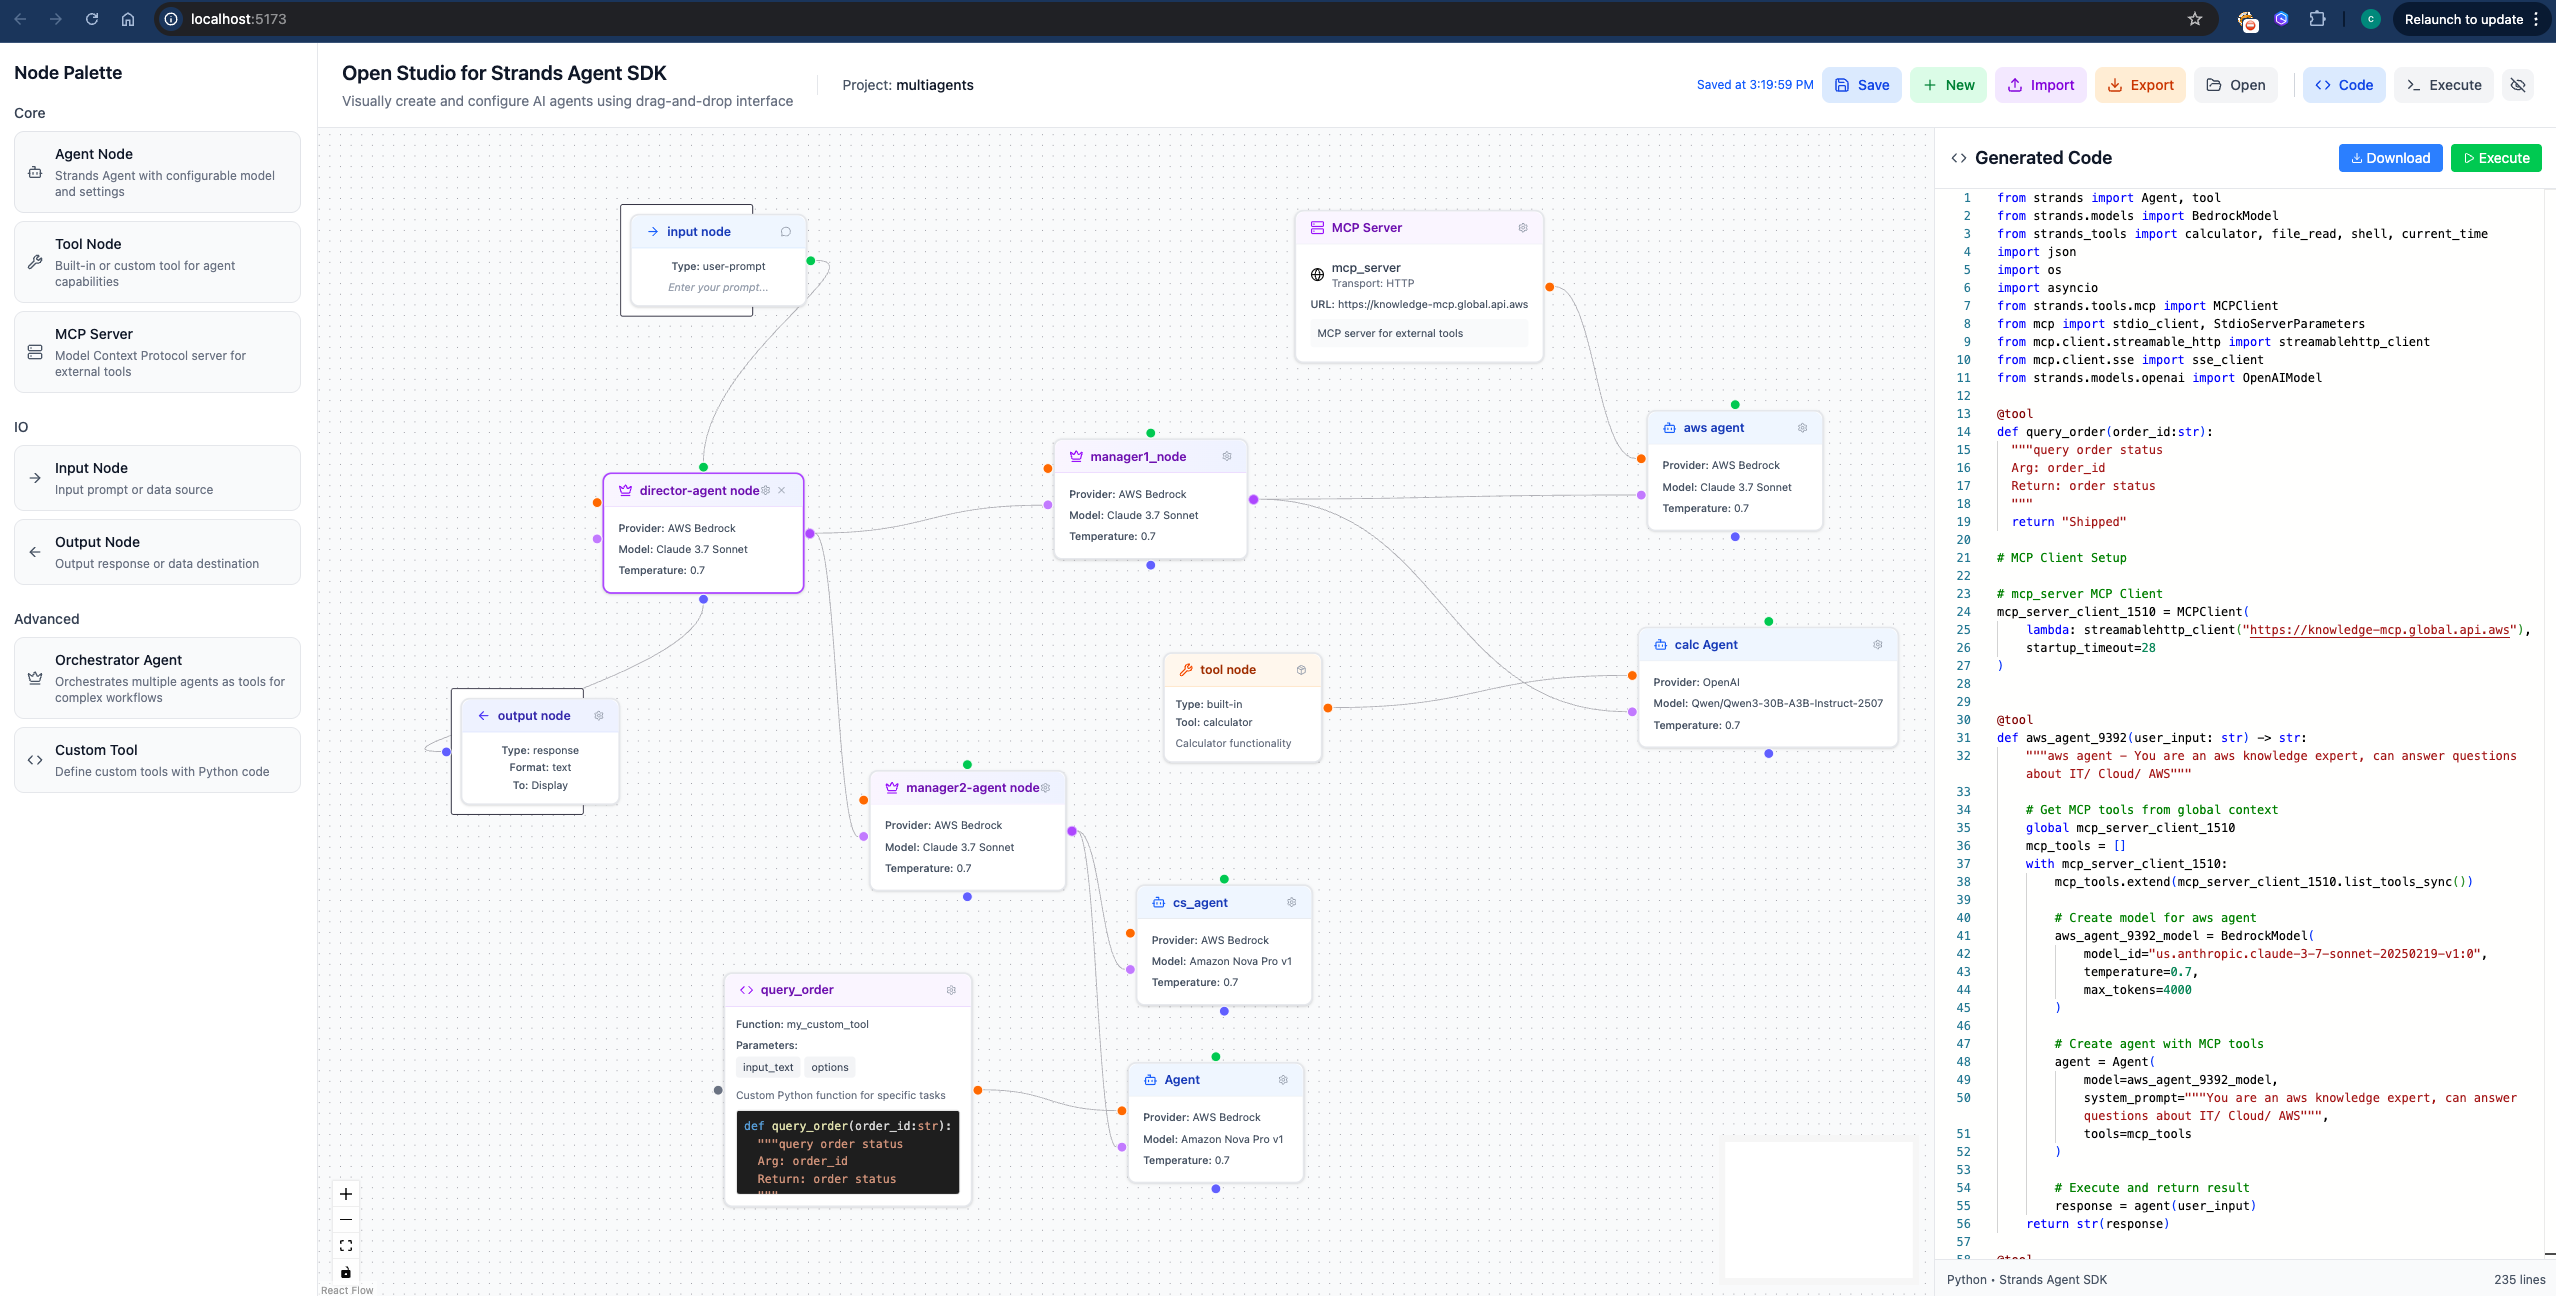 localhost:5173
C
Relaunch to update
Node Palette
Core
Agent Node
Strands Agent with configurable model
and settings
Tool Node
Built-in or custom tool for agent
capabilities
MCP Server
Model Context Protocol server for
external tools
IO
Input Node
Input prompt or data source
Output Node
Output response or data destination
Advanced
Orchestrator Agent
Orchestrates multiple agents as tools for
complex workflows
Custom Tool
Define custom tools with Python code
Open Studio for Strands Agent SDK
Visually create and configure AI agents using drag-and-drop interface
Project: multiagents
Saved at 3:19:59 PM
Save
New
Import
Export
Open
Code
Execute
input node
Type: user-prompt
Enter your prompt...
MCP Server
mcp_server
Transport: HTTP
URL: https://knowledge-mcp.global.api.aws
MCP server for external tools
aws agent
Provider: AWS Bedrock
Model: Claude 3.7 Sonnet
Temperature: 0.7
manager1_node
Provider: AWS Bedrock
Model: Claude 3.7 Sonnet
Temperature: 0.7
director-agent node
Provider: AWS Bedrock
Model: Claude 3.7 Sonnet
Temperature: 0.7
calc Agent
Provider: OpenAI
Model: Qwen/Qwen3-30B-A3B-Instruct-2507
Temperature: 0.7
tool node
Type: built-in
Tool: calculator
Calculator functionality
output node
Type: response
Format: text
To: Display
manager2-agent node
Provider: AWS Bedrock
Model: Claude 3.7 Sonnet
Temperature: 0.7
cs_agent
Provider: AWS Bedrock
Model: Amazon Nova Pro v1
Temperature: 0.7
query_order
Function: my_custom_tool
Parameters:
input_text options
Custom Python function for specific tasks
def query_order(order_id:str):
"""query order status
Arg: order_id
Return: order status
"""
Agent
Provider: AWS Bedrock
Model: Amazon Nova Pro v1
Temperature: 0.7
React Flow
Generated Code
Download
Execute
1 from strands import Agent, tool
2 from strands.models import BedrockModel
3 from strands_tools import calculator, file_read, shell, current_time
4 import json
5 import os
6 import asyncio
7 from strands.tools.mcp import MCPClient
8 from mcp import stdio_client, StdioServerParameters
9 from mcp.client.streamable_http import streamablehttp_client
10 from mcp.client.sse import sse_client
11 from strands.models.openai import OpenAIModel
12
13 @tool
14 def query_order(order_id:str):
15 """query order status
16 Arg: order_id
17 Return: order status
18 """
19 return "Shipped"
20
21 # MCP Client Setup
22
23 # mcp_server MCP Client
24 mcp_server_client_1510 = MCPClient(
25 lambda: streamablehttp_client("https://knowledge-mcp.global.api.aws"),
26 startup_timeout=28
27 )
28
29
30 @tool
31 def aws_agent_9392(user_input: str) -> str:
32 """aws agent - You are an aws knowledge expert, can answer questions
about IT/ Cloud/ AWS"""
33
34 # Get MCP tools from global context
35 global mcp_server_client_1510
36 mcp_tools = []
37 with mcp_server_client_1510:
38 mcp_tools.extend(mcp_server_client_1510.list_tools_sync())
39
40 # Create model for aws agent
41 aws_agent_9392_model = BedrockModel(
42 model_id="us.anthropic.claude-3-7-sonnet-20250219-v1:0",
43 temperature=0.7,
44 max_tokens=4000
45 )
46
47 # Create agent with MCP tools
48 agent = Agent(
49 model=aws_agent_9392_model,
50 system_prompt="""You are an aws knowledge expert, can answer
questions about IT/ Cloud/ AWS""",
51 tools=mcp_tools
52 )
53
54 # Execute and return result
55 response = agent(user_input)
56 return str(response)
57
58 @tool
Python • Strands Agent SDK
235 lines